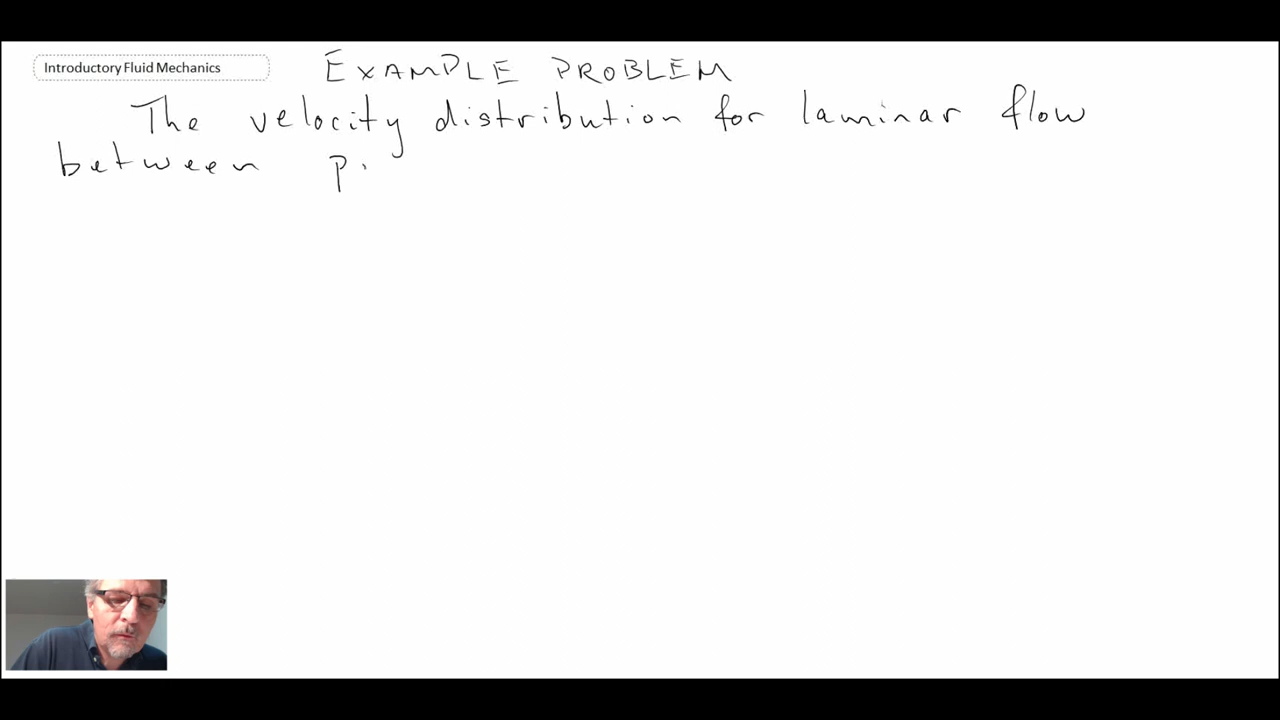 Introductory Fluid Mechanics
EXAMPLE PROBLEM
The velocity distribution for laminar flow
between p